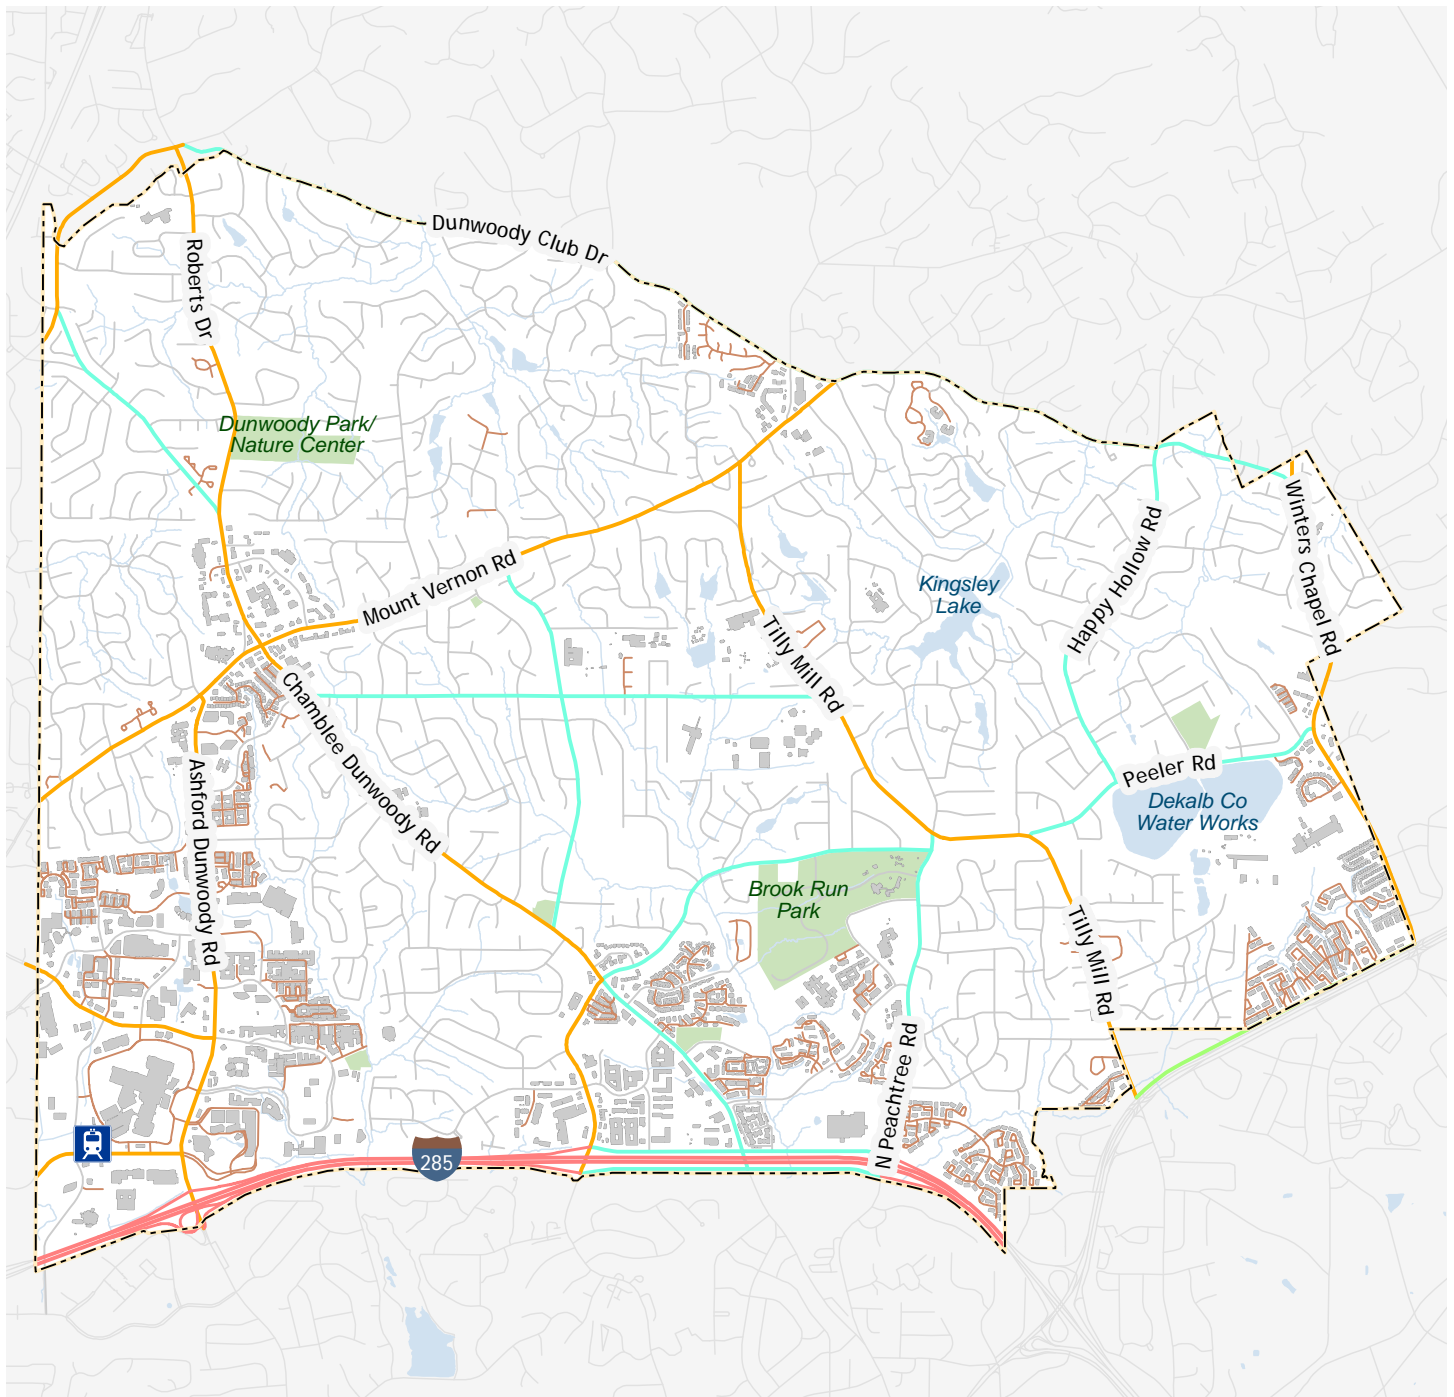 Dunwoody Club Dr
Roberts Dr
Dunwoody Park/
Nature Center
Mount Vernon Rd
Winters Chapel Rd
Happy Hollow Rd
Kingsley
Lake
Tilly Mill Rd
Chamblee Dunwoody Rd
Ashford Dunwoody Rd
Peeler Rd
Dekalb Co
Water Works
Brook Run
Park
Tilly Mill Rd
N Peachtree Rd
285